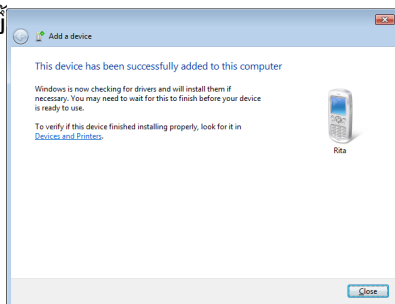 Add a device
This device has been successfully added to this computer
Windows is now checking for drivers and will install them if
necessary. You may need to wait for this to finish before your device
is ready to use.
To verify if this device finished installing properly, look for it in
Devices and Printers.
Rita
Close